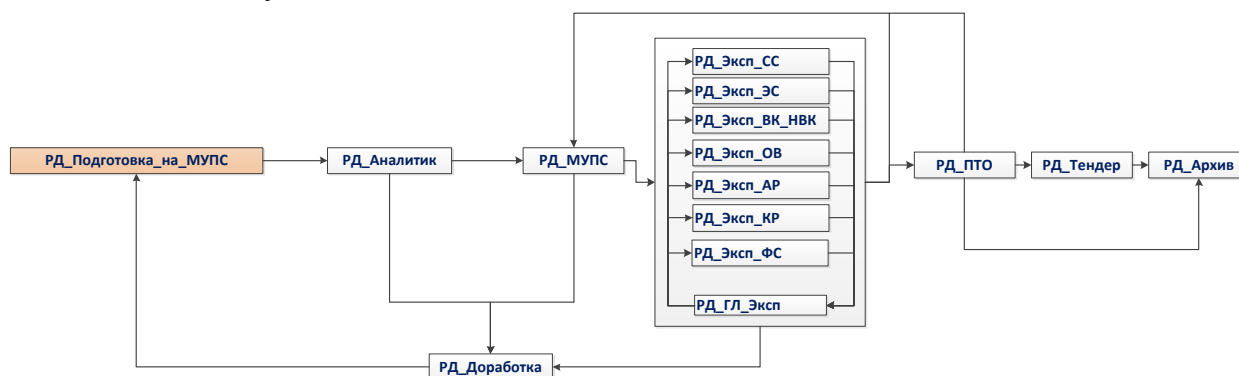 РД_Подготовка_на_МУПС
РД_Аналитик
РД_МУПС
РД_Эксп_СС
РД_Эксп_ЭС
РД_Эксп_ВК_НВК
РД_Эксп_ОВ
РД_Эксп_АР
РД_Эксп_КР
РД_Эксп_ФС
РД_ГЛ_Эксп
РД_ПТО
РД_Тендер
РД_Архив
РД_Доработка